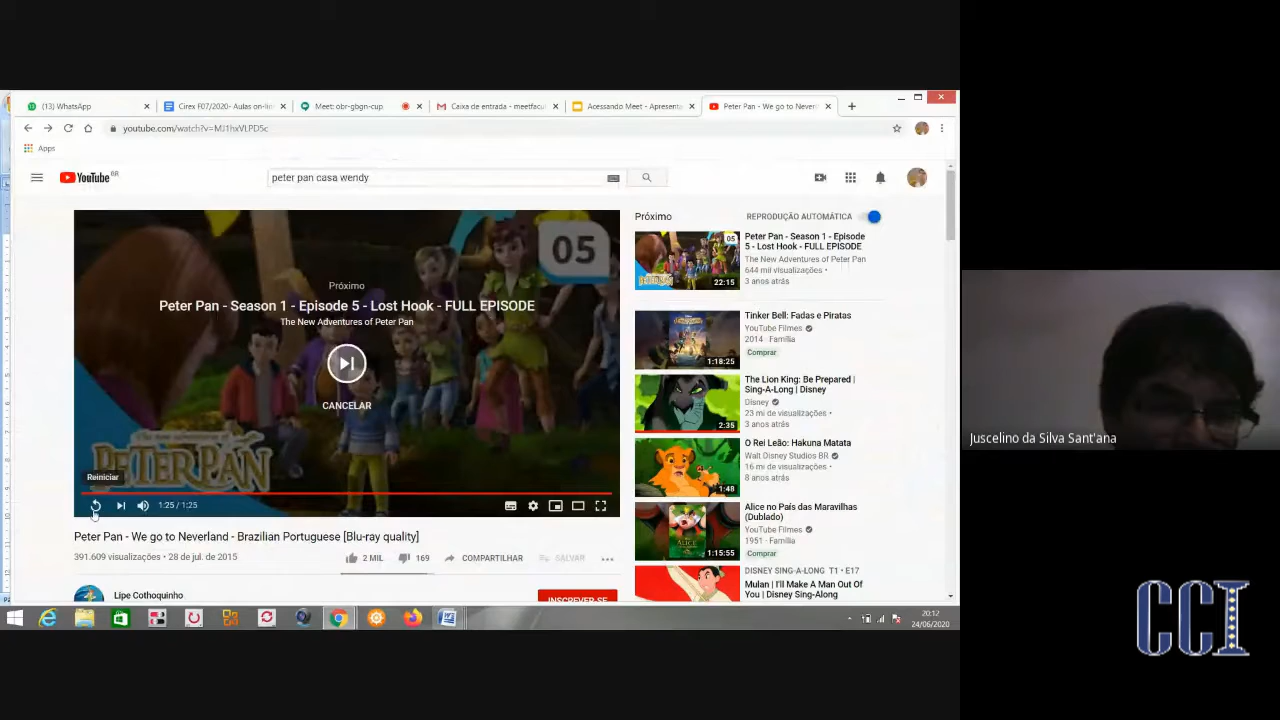 (13) WhatsApp
Cirex F07/2020- Aulas on-lin
Meet: obr-gbgn-cup
Caixa de entrada - meetfacul
Acessando Meet - Apresenta
Peter Pan - We go to Neverl
youtube.com/watch?v=MJ1hxVLPD5c
Apps
YouTube BR
peter pan casa wendy
05
Próximo
Peter Pan - Season 1 - Episode 5 - Lost Hook - FULL EPISODE
The New Adventures of Peter Pan
CANCELAR
PETER PAN
Reiniciar
1:25 / 1:25
Peter Pan - We go to Neverland - Brazilian Portuguese [Blu-ray quality]
391.609 visualizações • 28 de jul. de 2015
2 MIL
169
COMPARTILHAR
SALVAR
Lipe Cothoquinho
INSCREVER-SE
Próximo
REPRODUÇÃO AUTOMÁTICA
05
22:15
Peter Pan - Season 1 - Episode
5 - Lost Hook - FULL EPISODE
The New Adventures of Peter Pan
644 mil visualizações •
3 anos atrás
1:18:25
Tinker Bell: Fadas e Piratas
YouTube Filmes
2014 · Família
Comprar
2:35
The Lion King: Be Prepared |
Sing-A-Long | Disney
Disney
23 mi de visualizações •
3 anos atrás
1:48
O Rei Leão: Hakuna Matata
Walt Disney Studios BR
16 mi de visualizações •
8 anos atrás
1:15:55
Alice no País das Maravilhas
(Dublado)
YouTube Filmes
1951 · Família
Comprar
DISNEY SING-A-LONG T1 • E17
Mulan | I'll Make A Man Out Of
You | Disney Sing-Along
20:12
24/06/2020
Juscelino da Silva Sant'ana
CCI